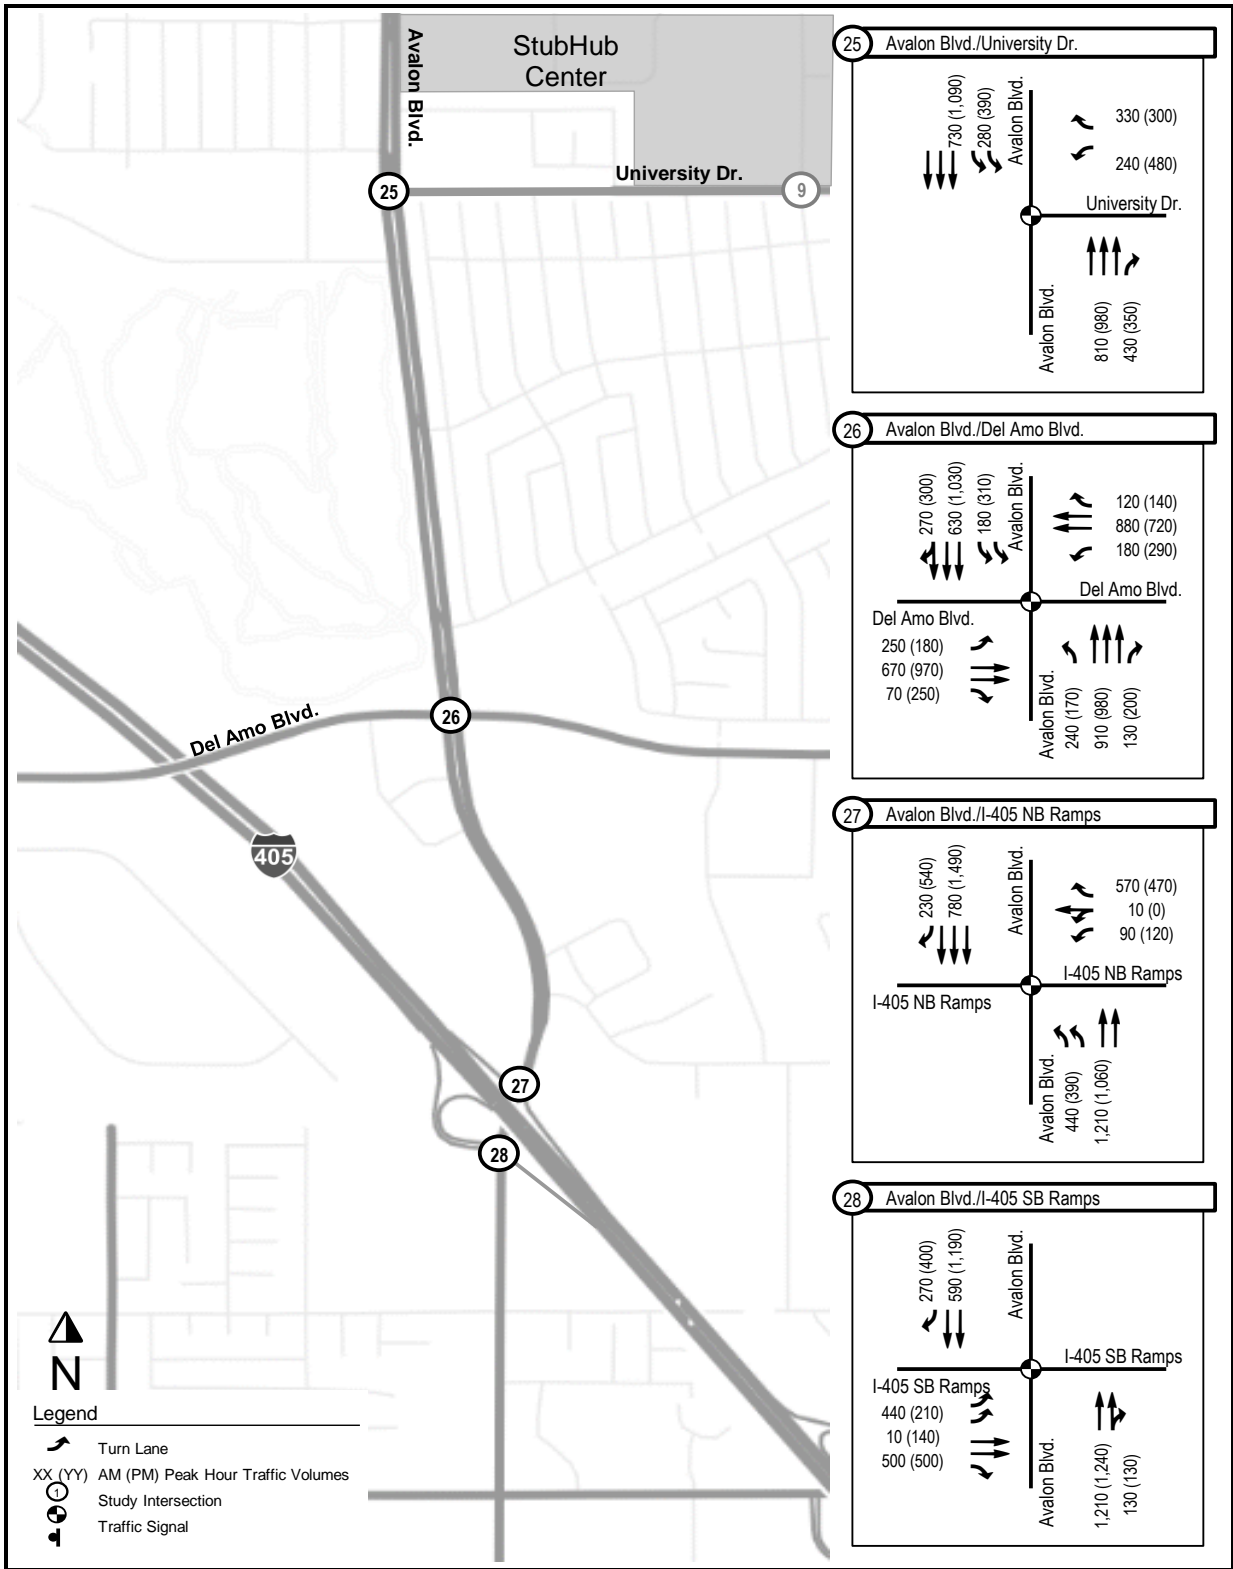 StubHub
Center
Avalon Blvd.
University Dr.
25
9
Del Amo Blvd.
26
405
27
28
N
Legend
Turn Lane
XX (YY) AM (PM) Peak Hour Traffic Volumes
1
Study Intersection
Traffic Signal
25 Avalon Blvd./University Dr.
730 (1,090)
280 (390)
Avalon Blvd.
330 (300)
240 (480)
University Dr.
Avalon Blvd.
810 (980)
430 (350)
26 Avalon Blvd./Del Amo Blvd.
270 (300)
630 (1,030)
180 (310)
Avalon Blvd.
120 (140)
880 (720)
180 (290)
Del Amo Blvd.
Del Amo Blvd.
250 (180)
670 (970)
70 (250)
Avalon Blvd.
240 (170)
910 (980)
130 (200)
27 Avalon Blvd./I-405 NB Ramps
230 (540)
780 (1,490)
Avalon Blvd.
570 (470)
10 (0)
90 (120)
I-405 NB Ramps
I-405 NB Ramps
Avalon Blvd.
440 (390)
1,210 (1,060)
28 Avalon Blvd./I-405 SB Ramps
270 (400)
590 (1,190)
Avalon Blvd.
I-405 SB Ramps
I-405 SB Ramps
440 (210)
10 (140)
500 (500)
Avalon Blvd.
1,210 (1,240)
130 (130)